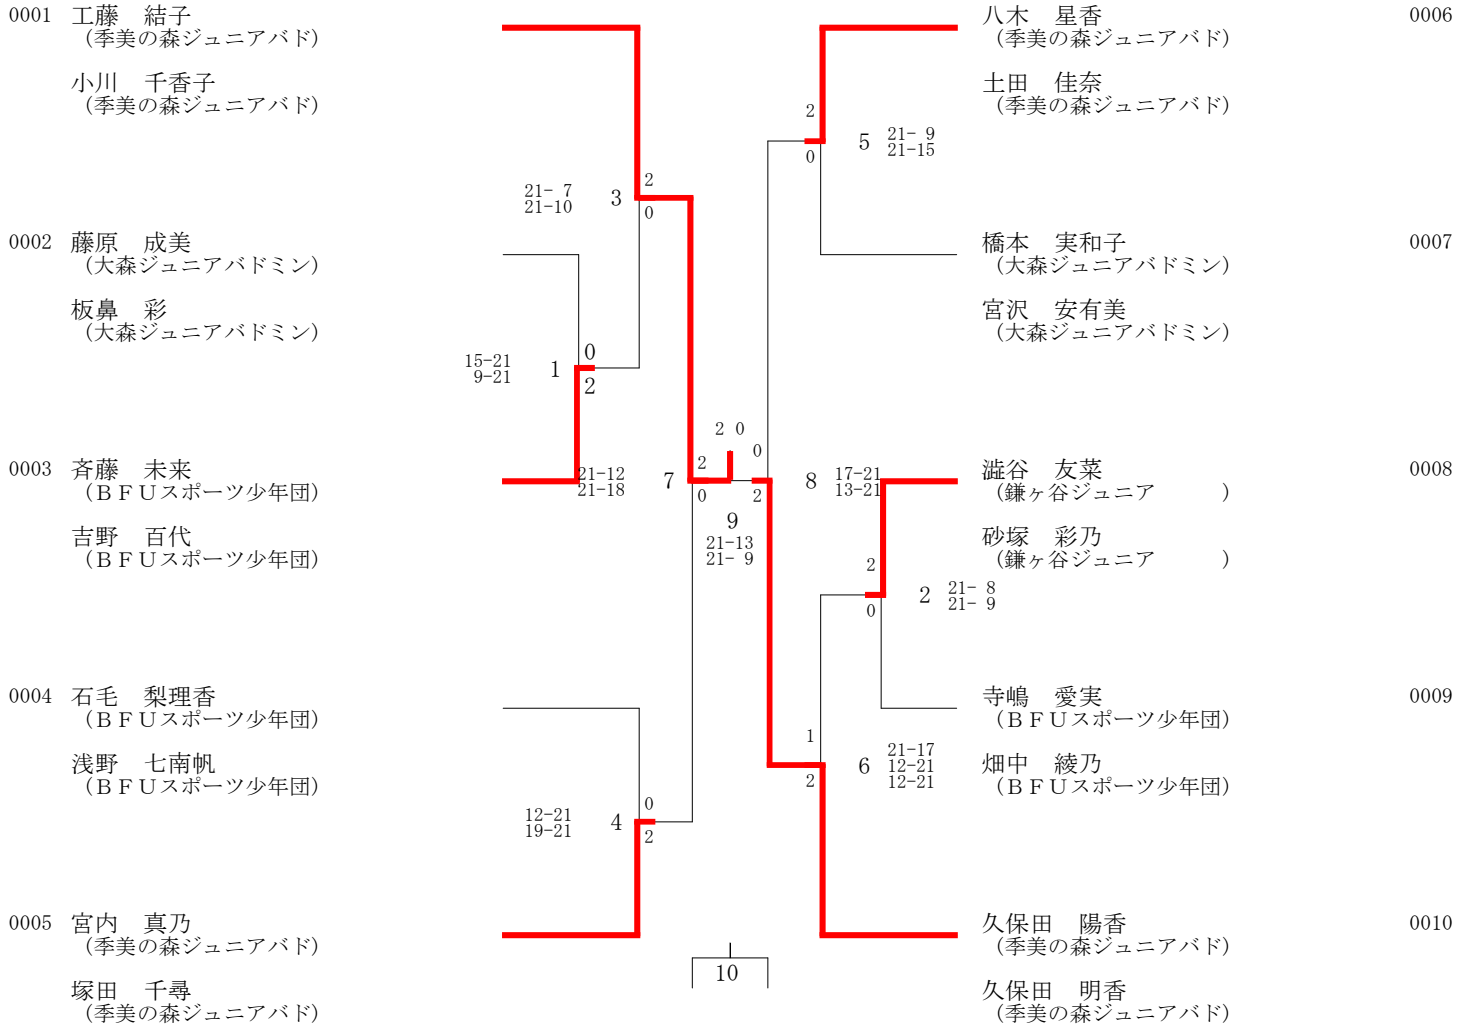 0001 工藤　結子
（季美の森ジュニアバド）
小川　千香子
（季美の森ジュニアバド）
0002 藤原　成美
（大森ジュニアバドミン）
板鼻　彩
（大森ジュニアバドミン）
0003 斉藤　未来
（ＢＦＵスポーツ少年団）
吉野　百代
（ＢＦＵスポーツ少年団）
0004 石毛　梨理香
（ＢＦＵスポーツ少年団）
浅野　七南帆
（ＢＦＵスポーツ少年団）
0005 宮内　真乃
（季美の森ジュニアバド）
塚田　千尋
（季美の森ジュニアバド）
21- 7
21-10
3
2
0
15-21
9-21
1
0
2
21-12
21-18
7
2
0
12-21
19-21
4
0
2
2 0
9
21-13
21- 9
10
2
0
5
21- 9
21-15
0
2
8
17-21
13-21
2
0
2
21- 8
21- 9
1
2
6
21-17
12-21
12-21
八木　星香 0006
（季美の森ジュニアバド）
土田　佳奈
（季美の森ジュニアバド）
橋本　実和子 0007
（大森ジュニアバドミン）
宮沢　安有美
（大森ジュニアバドミン）
澁谷　友菜 0008
（鎌ヶ谷ジュニア　　　）
砂塚　彩乃
（鎌ヶ谷ジュニア　　　）
寺嶋　愛実 0009
（ＢＦＵスポーツ少年団）
畑中　綾乃
（ＢＦＵスポーツ少年団）
久保田　陽香 0010
（季美の森ジュニアバド）
久保田　明香
（季美の森ジュニアバド）